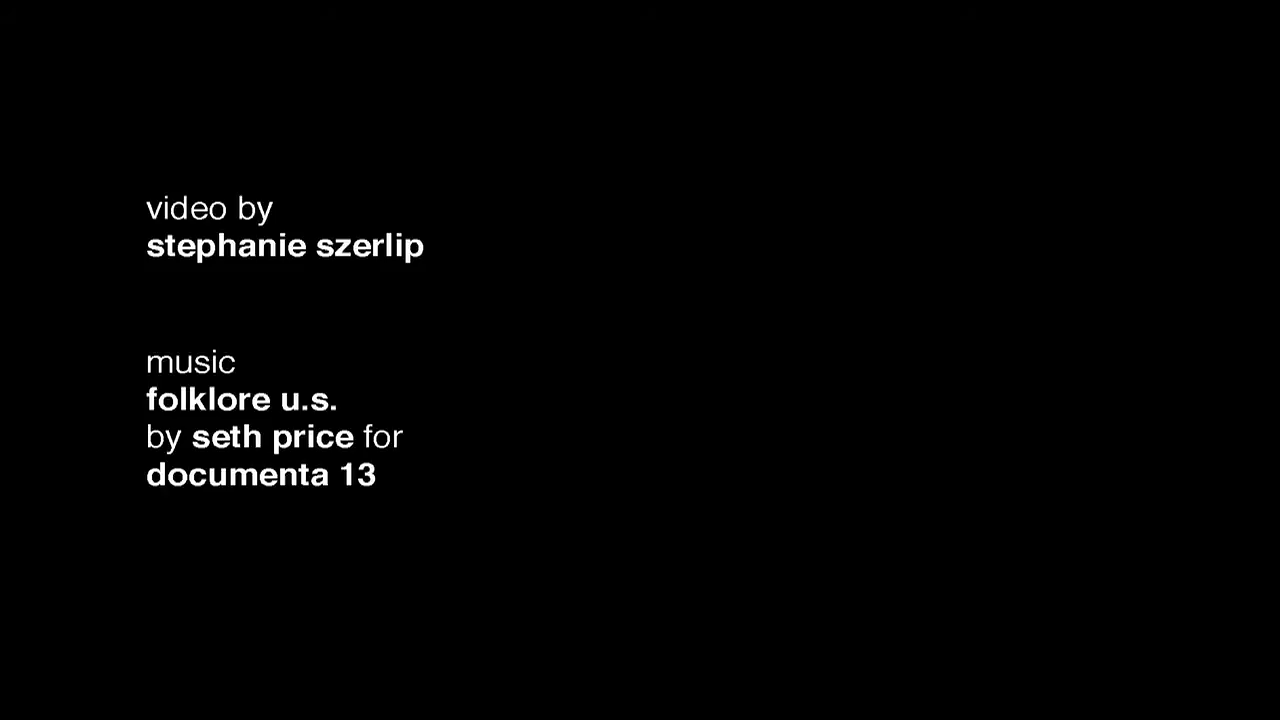 video by
stephanie szerlip
music
folklore u.s.
by seth price for
documenta 13